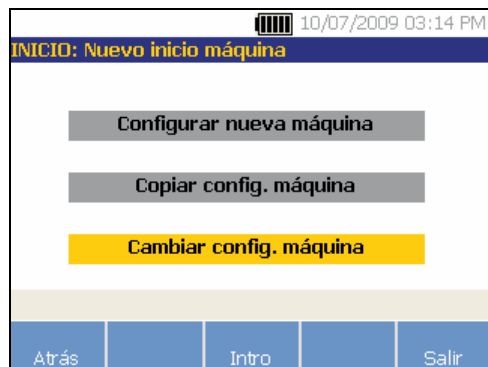 10/07/2009 03:14 PM
INICIO: Nuevo inicio máquina
Configurar nueva máquina
Copiar config. máquina
Cambiar config. máquina
Atrás Intro Salir